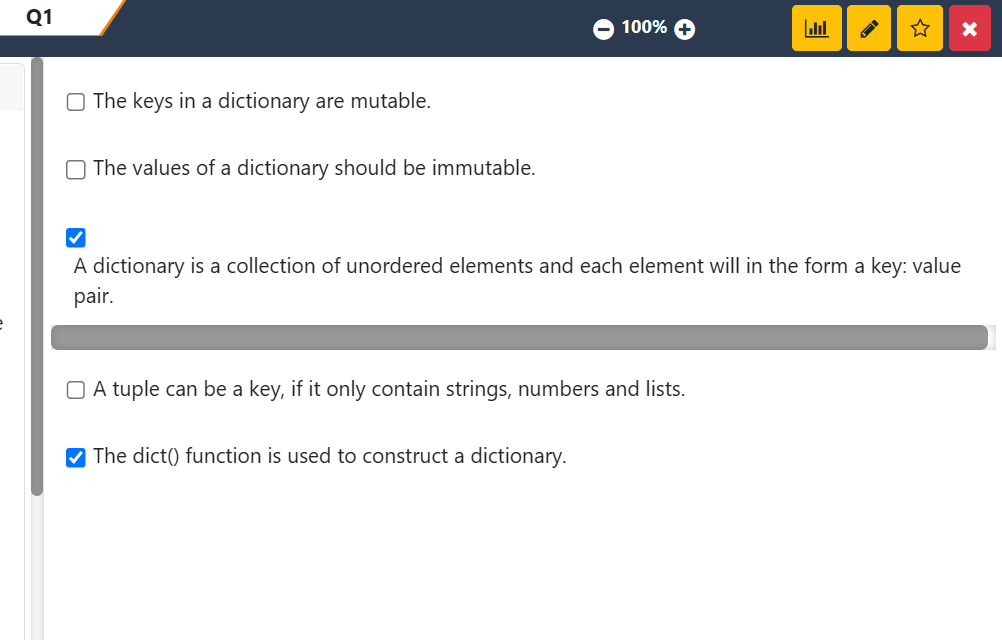 Q1
100%
The keys in a dictionary are mutable.
The values of a dictionary should be immutable.
A dictionary is a collection of unordered elements and each element will in the form a key: value
pair.
e
A tuple can be a key, if it only contain strings, numbers and lists.
The dict() function is used to construct a dictionary.